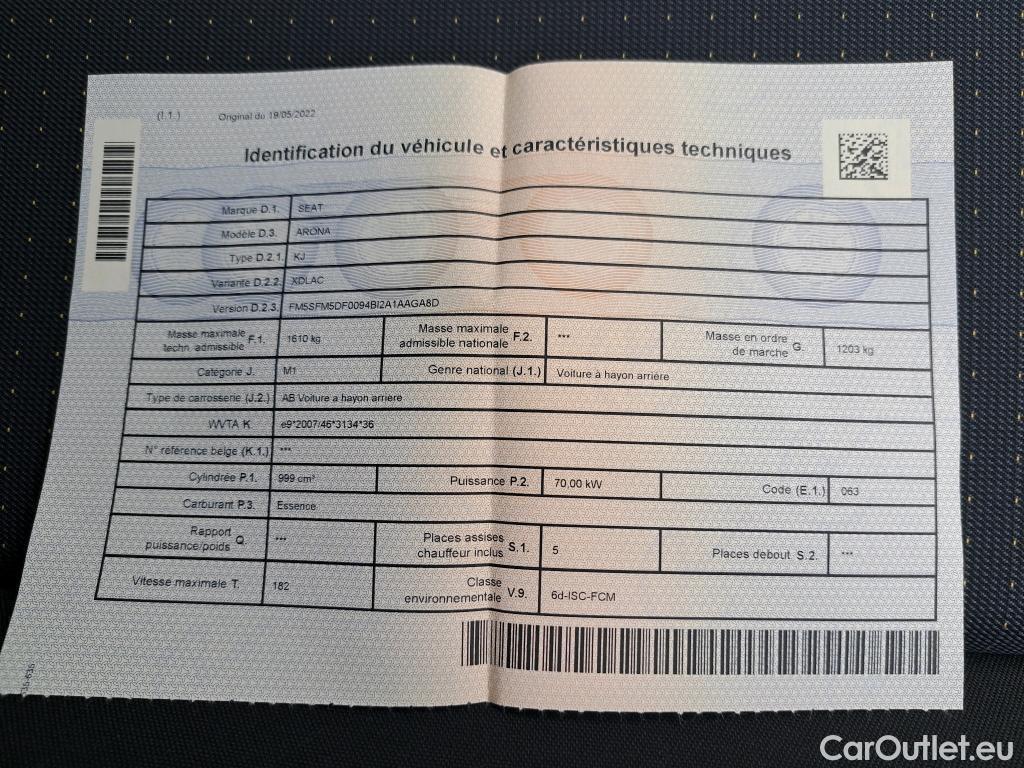 (I.1.) Original du 19/05/2022
Identification du véhicule et caractéristiques techniques
Marque D.1. SEAT
Modèle D.3. ARONA
Type D.2.1. KJ
Variante D.2.2. XDLAC
Version D.2.3. FM5SFM5DF0094BI2A1AAGA8D
Masse maximale techn. admissible F.1. 1610 kg Masse maximale admissible nationale F.2. *** Masse en ordre de marche G. 1203 kg
Catégorie J. M1 Genre national (J.1.) Voiture à hayon arrière
Type de carrosserie (J.2.) AB Voiture a hayon arriere
WVTA K e9*2007/46*3134*36
N° référence belge (K.1.) ***
Cylindrée P.1. 999 cm³ Puissance P.2. 70,00 kW Code (E.1.) 063
Carburant P.3. Essence
Rapport puissance/poids Q. *** Places assises chauffeur inclus S.1. 5 Places debout S.2. ***
Vitesse maximale T. 182 Classe environnementale V.9. 6d-ISC-FCM
CarOutlet.eu